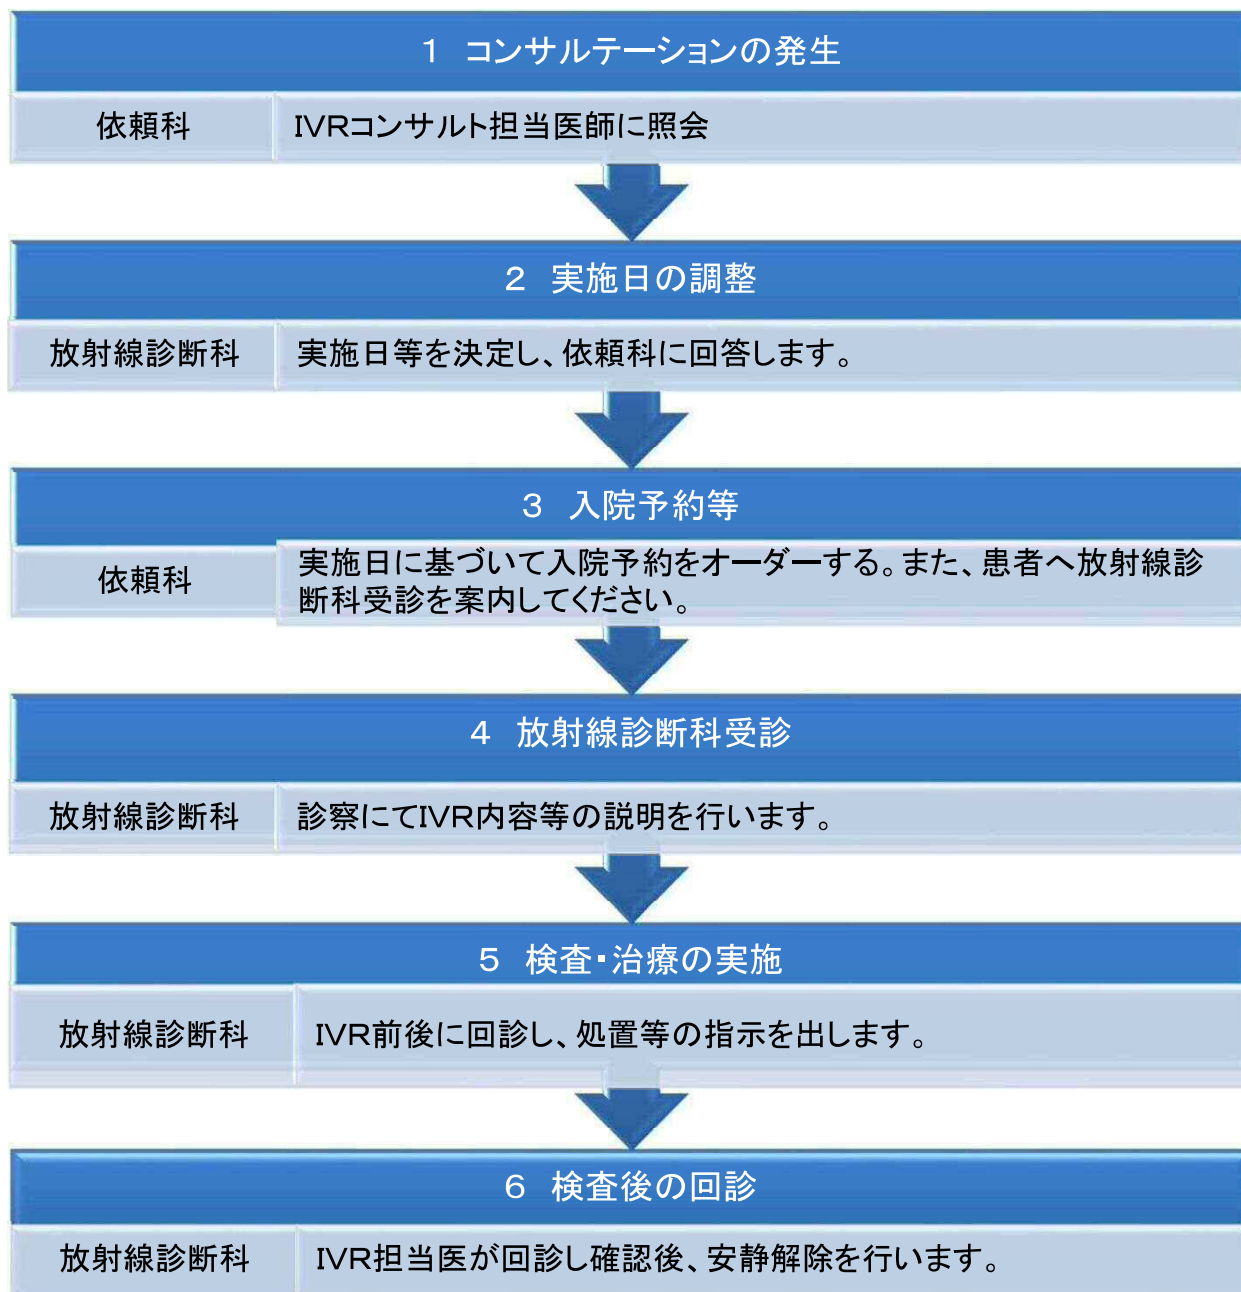 1　コンサルテーションの発生
依頼科　IVRコンサルト担当医師に照会
2　実施日の調整
放射線診断科　実施日等を決定し、依頼科に回答します。
3　入院予約等
依頼科　実施日に基づいて入院予約をオーダーする。また、患者へ放射線診
断科受診を案内してください。
4　放射線診断科受診
放射線診断科　診察にてIVR内容等の説明を行います。
5　検査・治療の実施
放射線診断科　IVR前後に回診し、処置等の指示を出します。
6　検査後の回診
放射線診断科　IVR担当医が回診し確認後、安静解除を行います。